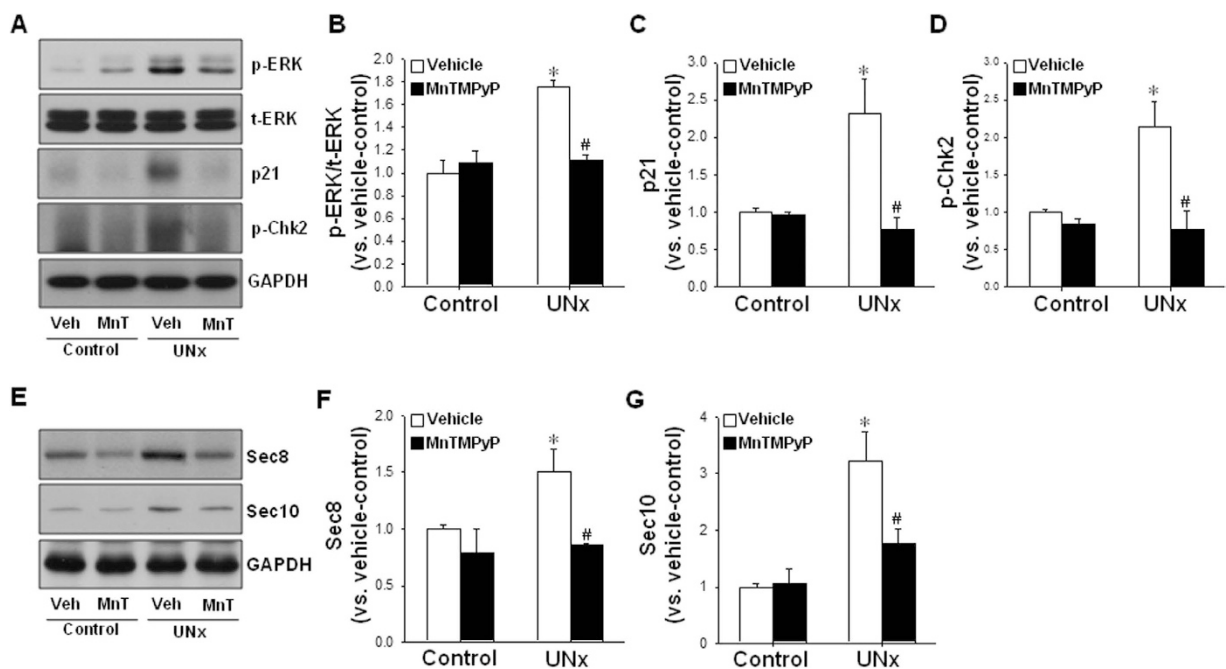 A
p-ERK
t-ERK
p21
p-Chk2
GAPDH
Veh MnT Veh MnT
Control UNx
B
p-ERK/t-ERK
(vs. vehicle-control)
2.0
1.8
1.6
1.4
1.2
1.0
0.8
0.6
0.4
0.2
0.0
Vehicle
MnTMPyP
*
#
Control UNx
C
p21
(vs. vehicle-control)
3.0
2.5
2.0
1.5
1.0
0.5
0.0
Vehicle
MnTMPyP
*
#
Control UNx
D
p-Chk2
(vs. vehicle-control)
3.0
2.5
2.0
1.5
1.0
0.5
0.0
Vehicle
MnTMPyP
*
#
Control UNx
E
Sec8
Sec10
GAPDH
Veh MnT Veh MnT
Control UNx
F
Sec8
(vs. vehicle-control)
2.0
1.5
1.0
0.5
0.0
Vehicle
MnTMPyP
*
#
Control UNx
G
Sec10
(vs. vehicle-control)
4
3
2
1
0
Vehicle
MnTMPyP
*
#
Control UNx